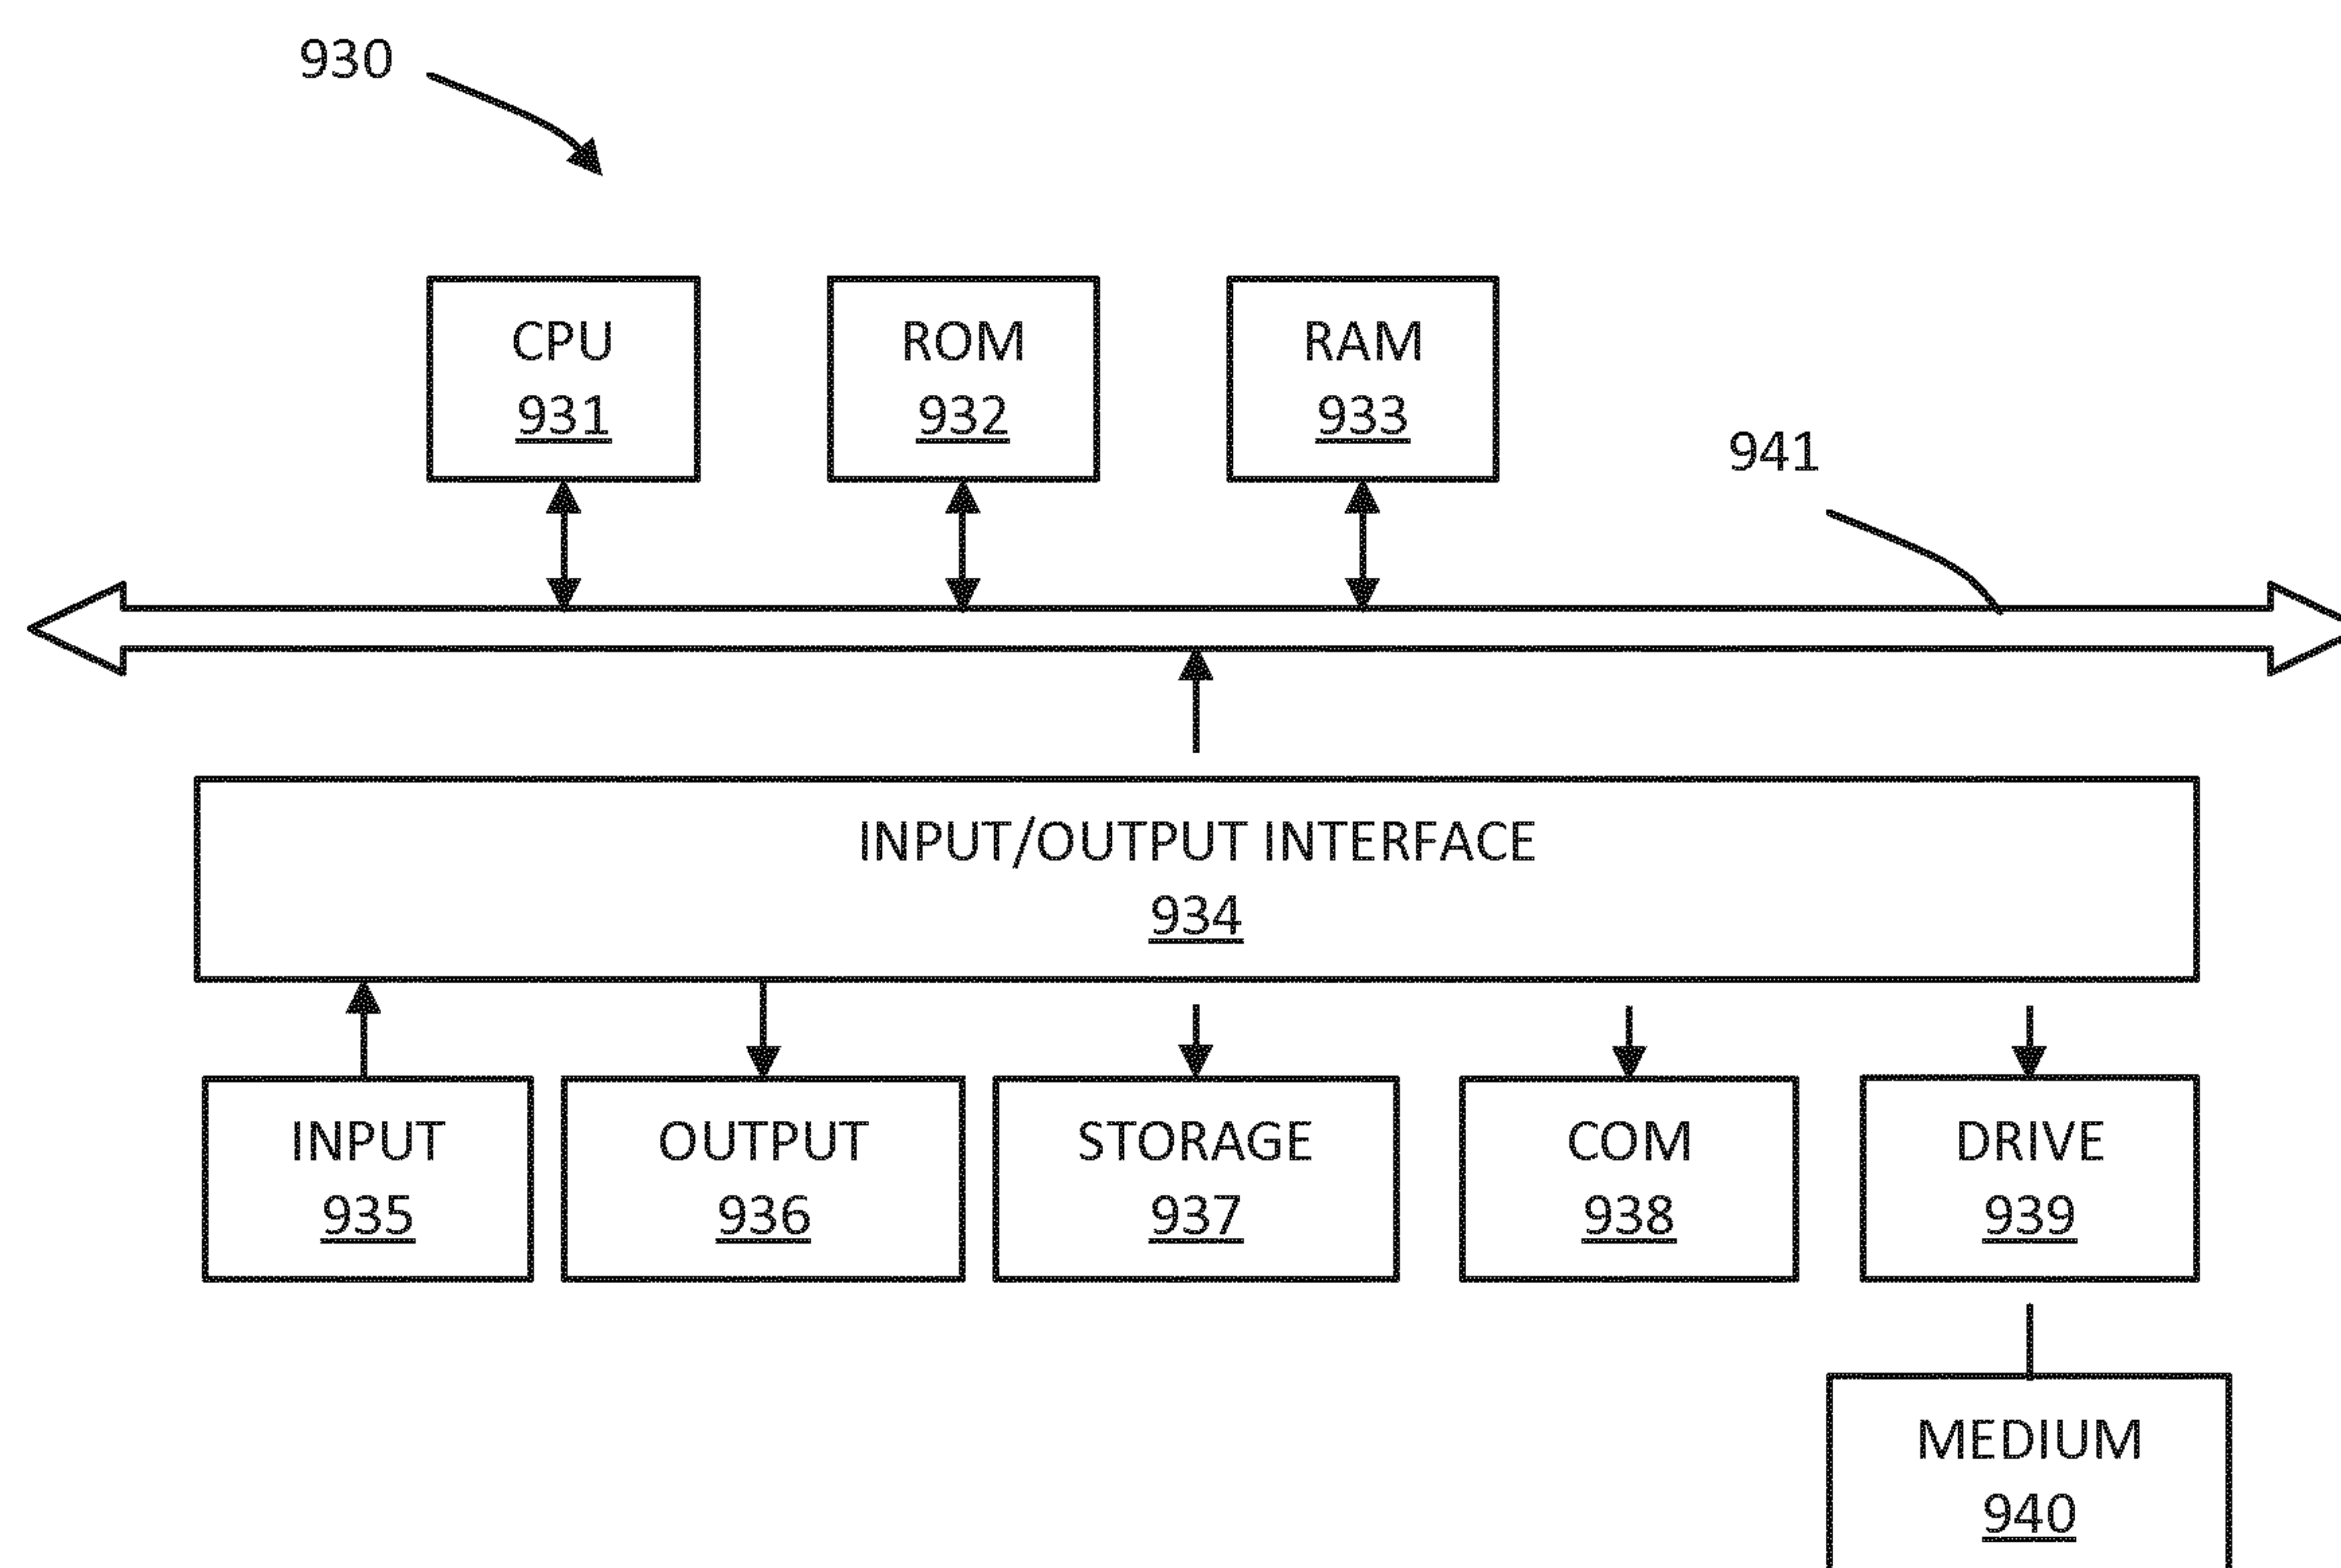 930
CPU
931
ROM
932
RAM
933
941
INPUT/OUTPUT INTERFACE
934
INPUT
935
OUTPUT
936
STORAGE
937
COM
938
DRIVE
939
MEDIUM
940